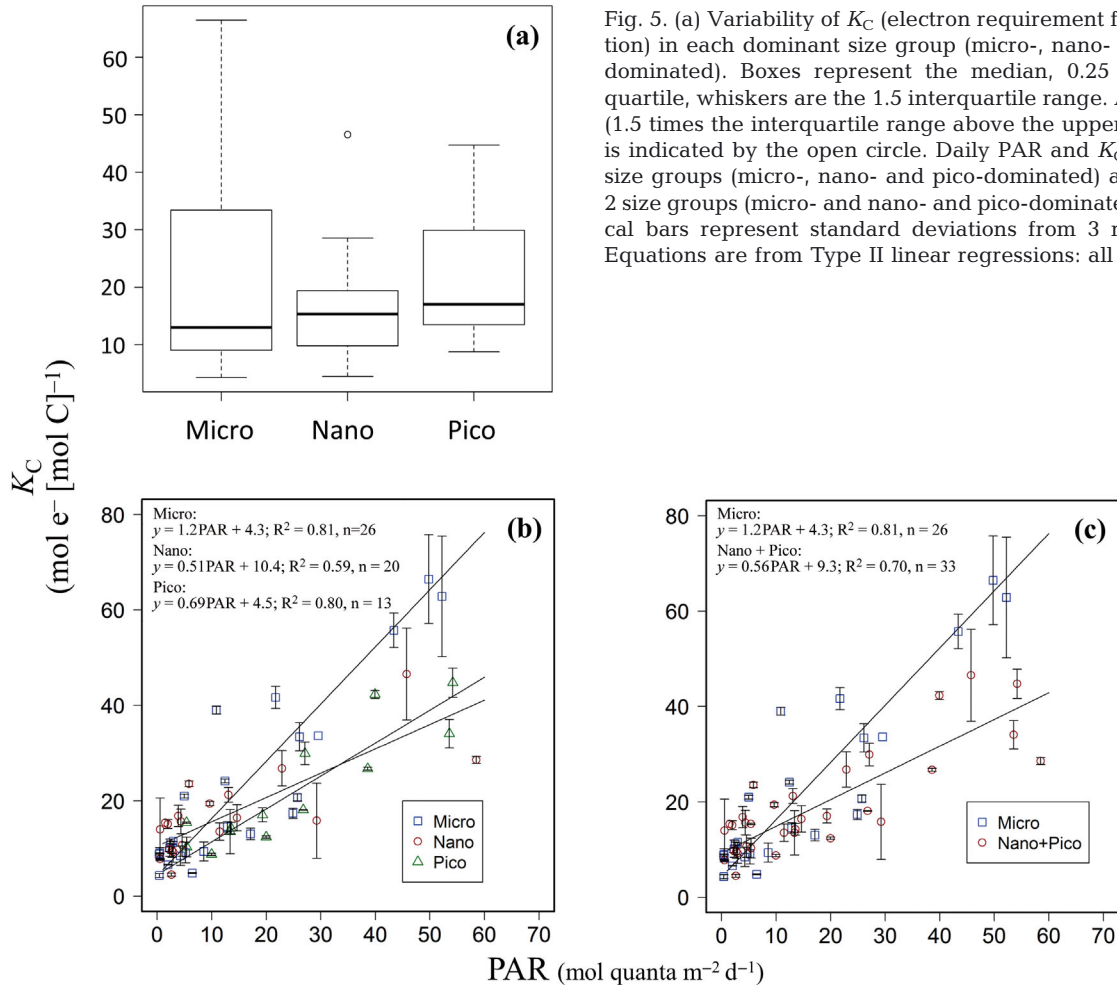 Fig. 5. (a) Variability of KC (electron requirement f
tion) in each dominant size group (micro-, nano-
dominated). Boxes represent the median, 0.25
quartile, whiskers are the 1.5 interquartile range.
(1.5 times the interquartile range above the upper
is indicated by the open circle. Daily PAR and K
size groups (micro-, nano- and pico-dominated) a
2 size groups (micro- and nano- and pico-dominate
cal bars represent standard deviations from 3 r
Equations are from Type II linear regressions: all
(a)
60
50
40
30
20
10
Micro Nano Pico
KC
(mol e– [mol C]–1)
(b)
Micro:
y = 1.2PAR + 4.3; R2 = 0.81, n=26
Nano:
y = 0.51PAR + 10.4; R2 = 0.59, n = 20
Pico:
y = 0.69PAR + 4.5; R2 = 0.80, n = 13
80
60
40
20
0
Micro
Nano
Pico
0 10 20 30 40 50 60 70
(c)
Micro:
y = 1.2PAR + 4.3; R2 = 0.81, n = 26
Nano + Pico:
y = 0.56PAR + 9.3; R2 = 0.70, n = 33
80
60
40
20
0
Micro
Nano+Pico
0 10 20 30 40 50 60 70
PAR (mol quanta m–2 d–1)